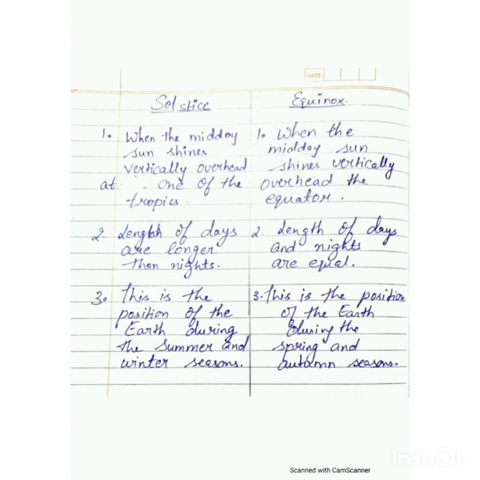 DATE
Solstice
1. When the midday
sun shines
vertically overhead
at one of the
tropics.
2. Length of days
are longer
than nights.
3. This is the
position of the
Earth during
the Summer and
winter seasons.
Equinox.
1. When the
midday sun
shines vertically
overhead the
equator.
2. Length of days
and nights
are equal.
3. This is the position
of the Earth
during the
spring and
autumn seasons.
InShOt
Scanned with CamScanner